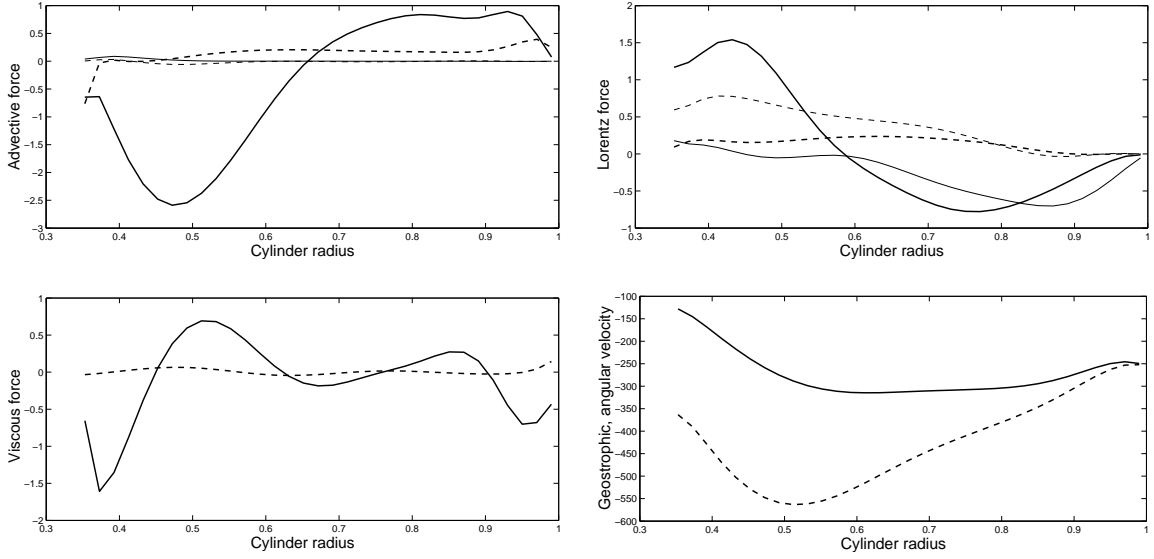 1
0.5
0
−0.5
−1
−1.5
−2
−2.5
−3
0.3 0.4 0.5 0.6 0.7 0.8 0.9 1
Advective force
Cylinder radius
2
1.5
1
0.5
0
−0.5
−1
0.3 0.4 0.5 0.6 0.7 0.8 0.9 1
Lorentz force
Cylinder radius
1
0.5
0
−0.5
−1
−1.5
−2
0.3 0.4 0.5 0.6 0.7 0.8 0.9 1
Viscous force
Cylinder radius
−100
−150
−200
−250
−300
−350
−400
−450
−500
−550
−600
0.3 0.4 0.5 0.6 0.7 0.8 0.9 1
Geostrophic, angular velocity
Cylinder radius